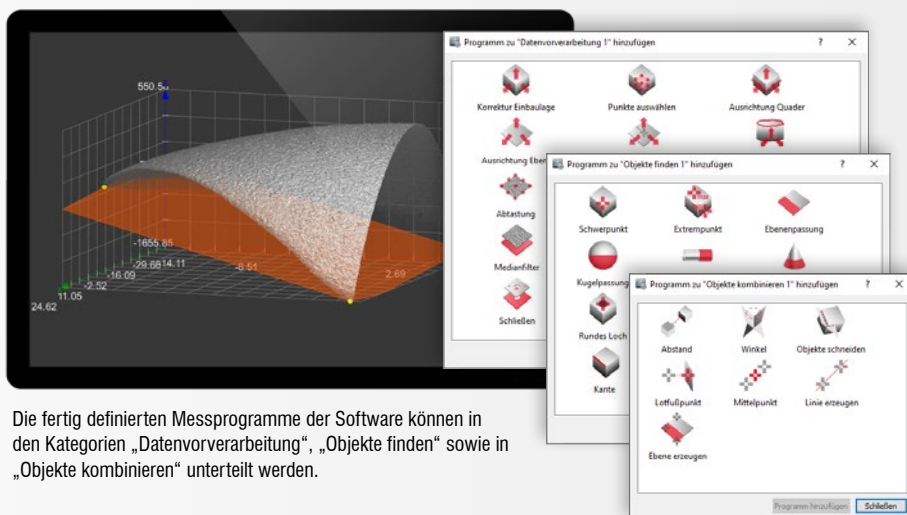 Programm zu "Datenvorverarbeitung 1" hinzufügen ? ×
Korrektur Einbaulage Punkte auswählen Ausrichtung Quader
Ausrichtung
Abtastung
Medianfilter
Schließen
Programm zu "Objekte finden 1" hinzufügen ? ×
Schwerpunkt Extrempunkt Ebenenpassung
Kugelpassung
Rundes Loch
Kante
Programm zu "Objekte kombinieren 1" hinzufügen ? ×
Abstand Winkel Objekte schneiden
Lotfußpunkt Mittelpunkt Linie erzeugen
Ebene erzeugen
Programm hinzufügen Schließen
-1655.85
-29.68 14.11
-16.09
-2.52
11.05
24.62
-8.51
2.69
Die fertig definierten Messprogramme der Software können in
den Kategorien „Datenvorverarbeitung“, „Objekte finden“ sowie in
„Objekte kombinieren“ unterteilt werden.